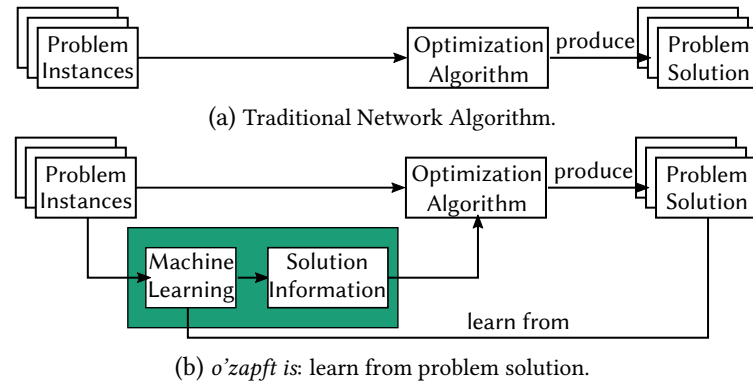 Problem
Instances
Optimization
Algorithm
produce
Problem
Solution
(a) Traditional Network Algorithm.
Problem
Instances
Optimization
Algorithm
produce
Problem
Solution
Machine
Learning
Solution
Information
learn from
(b) o’zapft is: learn from problem solution.